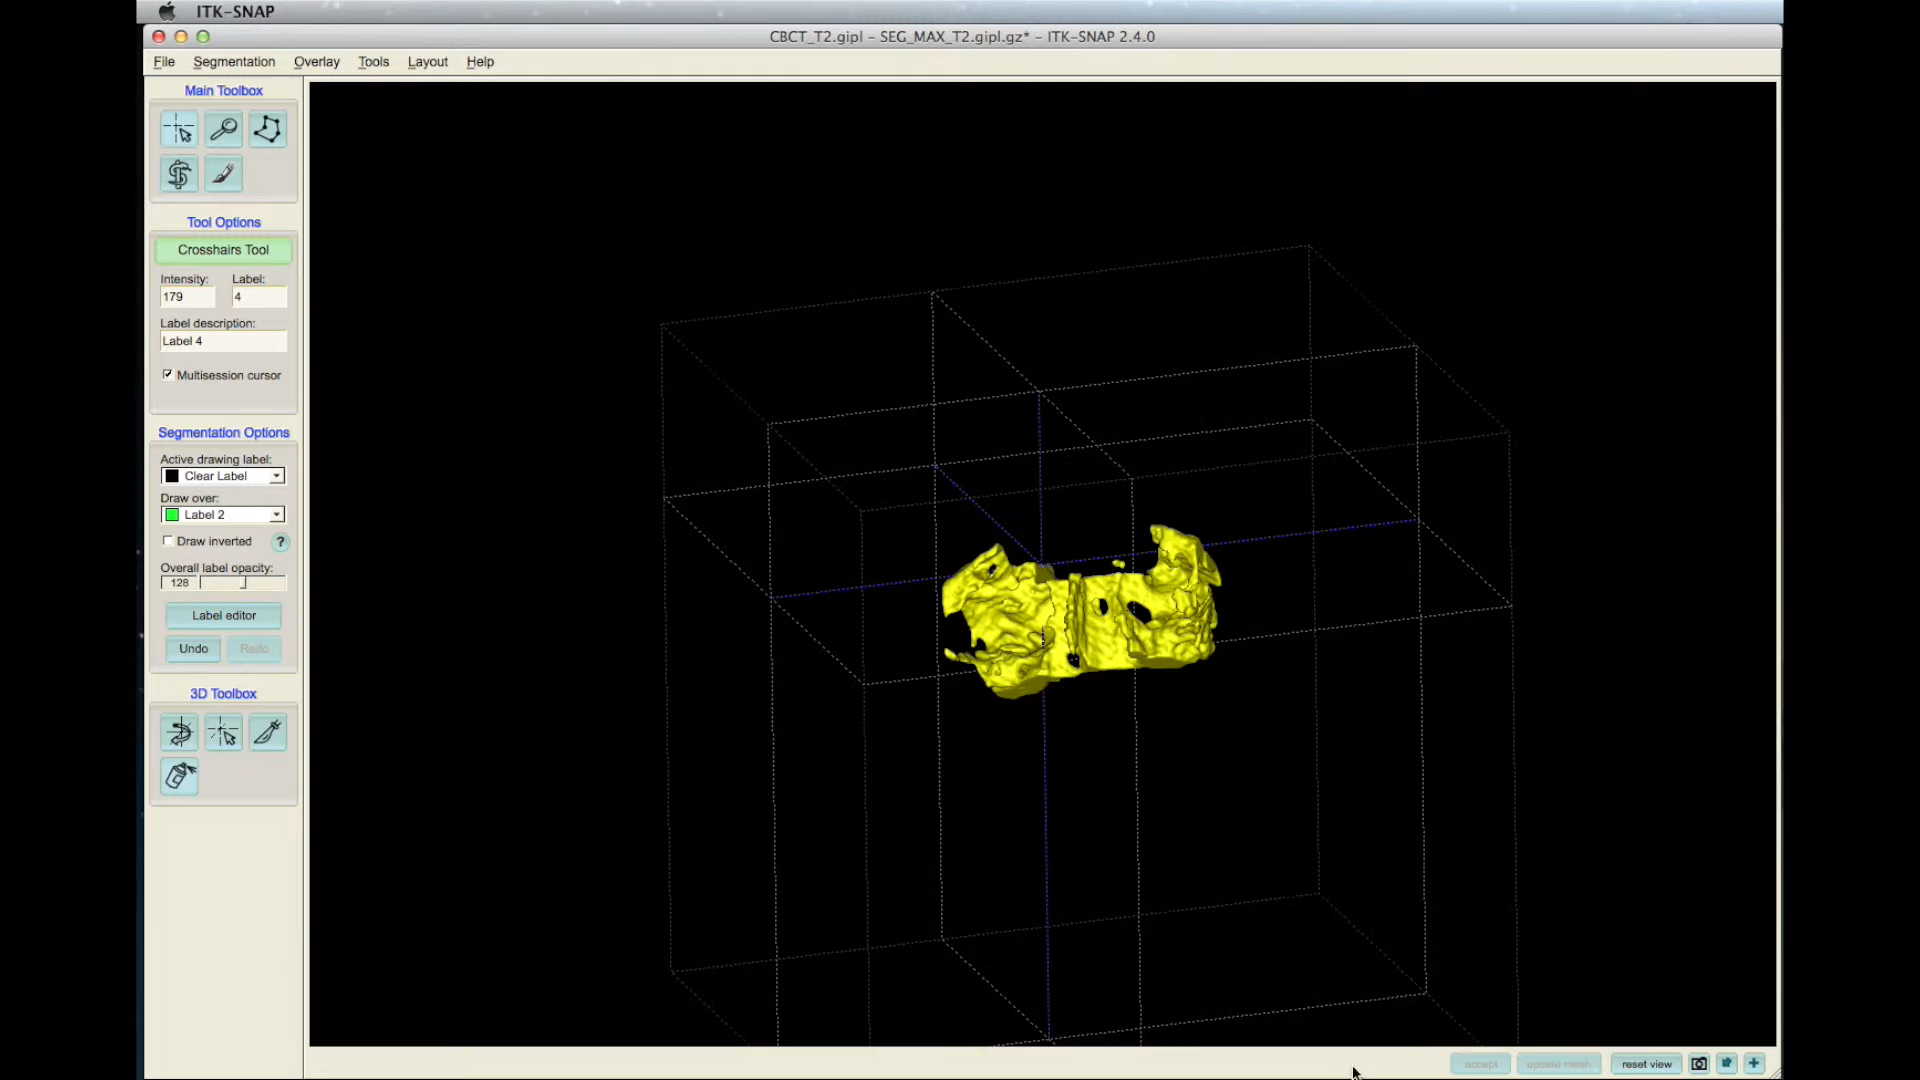 ITK-SNAP
CBCT_T2.gipl - SEG_MAX_T2.gipl.gz* - ITK-SNAP 2.4.0
File Segmentation Overlay Tools Layout Help
Main Toolbox
Tool Options
Crosshairs Tool
Intensity: Label:
179 4
Label description:
Label 4
Multisession cursor
Segmentation Options
Active drawing label:
Clear Label
Draw over:
Label 2
Draw inverted ?
Overall label opacity:
128
Label editor
Undo Redo
3D Toolbox
accept update mesh reset view